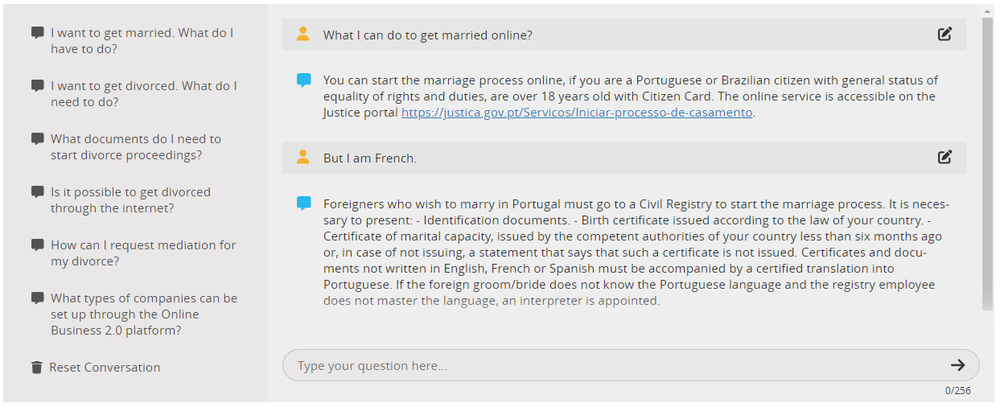 I want to get married. What do I
have to do?
I want to get divorced. What do I
need to do?
What documents do I need to
start divorce proceedings?
Is it possible to get divorced
through the internet?
How can I request mediation for
my divorce?
What types of companies can be
set up through the Online
Business 2.0 platform?
Reset Conversation
What I can do to get married online?
You can start the marriage process online, if you are a Portuguese or Brazilian citizen with general status of
equality of rights and duties, are over 18 years old with Citizen Card. The online service is accessible on the
Justice portal https://justica.gov.pt/Servicos/Iniciar-processo-de-casamento.
But I am French.
Foreigners who wish to marry in Portugal must go to a Civil Registry to start the marriage process. It is neces-
sary to present: - Identification documents. - Birth certificate issued according to the law of your country. -
Certificate of marital capacity, issued by the competent authorities of your country less than six months ago
or, in case of not issuing, a statement that says that such a certificate is not issued. Certificates and docu-
ments not written in English, French or Spanish must be accompanied by a certified translation into
Portuguese. If the foreign groom/bride does not know the Portuguese language and the registry employee
does not master the language, an interpreter is appointed.
Type your question here...
0/256